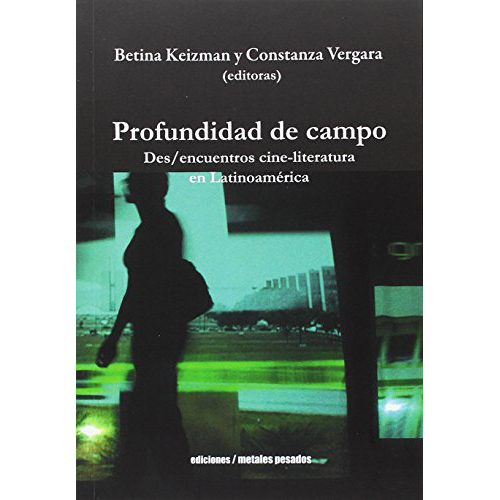 Betina Keizman y Constanza Vergara
(editoras)
Profundidad de campo
Des/encuentros cine-literatura
en Latinoamérica
ediciones / metales pesados